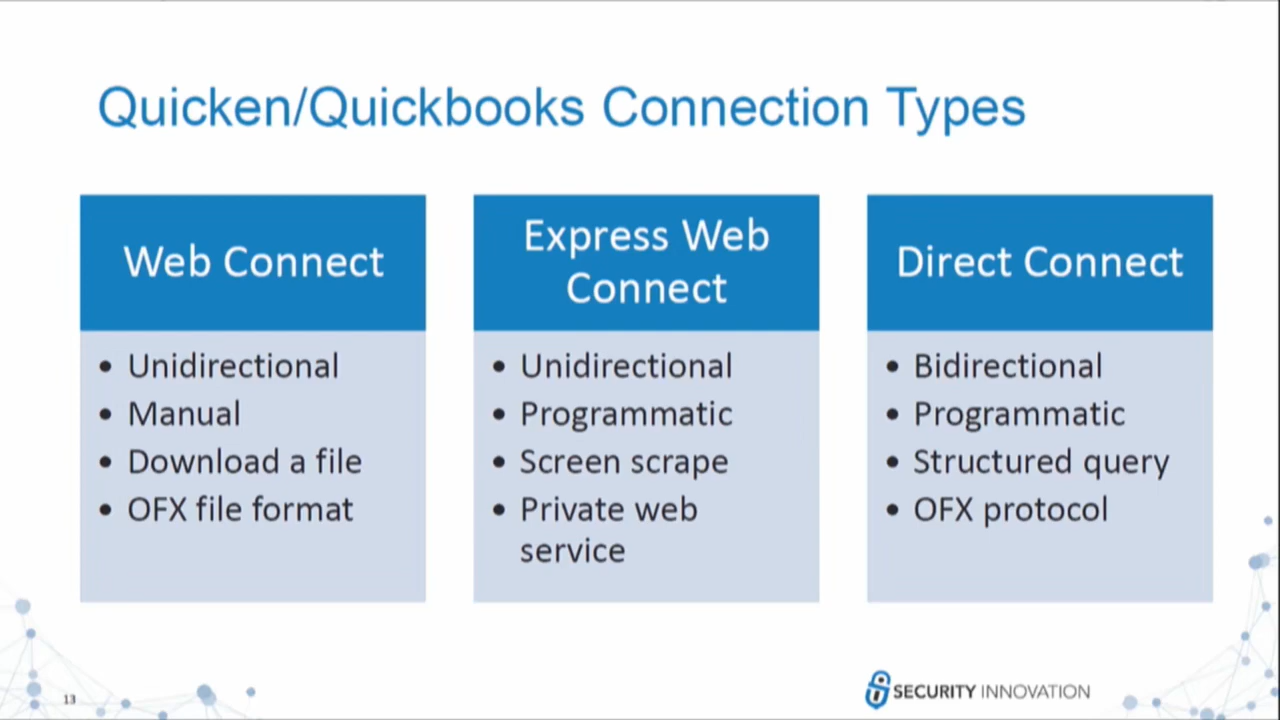 Quicken/Quickbooks Connection Types
Web Connect
• Unidirectional
• Manual
• Download a file
• OFX file format
Express Web
Connect
• Unidirectional
• Programmatic
• Screen scrape
• Private web
service
Direct Connect
• Bidirectional
• Programmatic
• Structured query
• OFX protocol
13
SECURITY INNOVATION